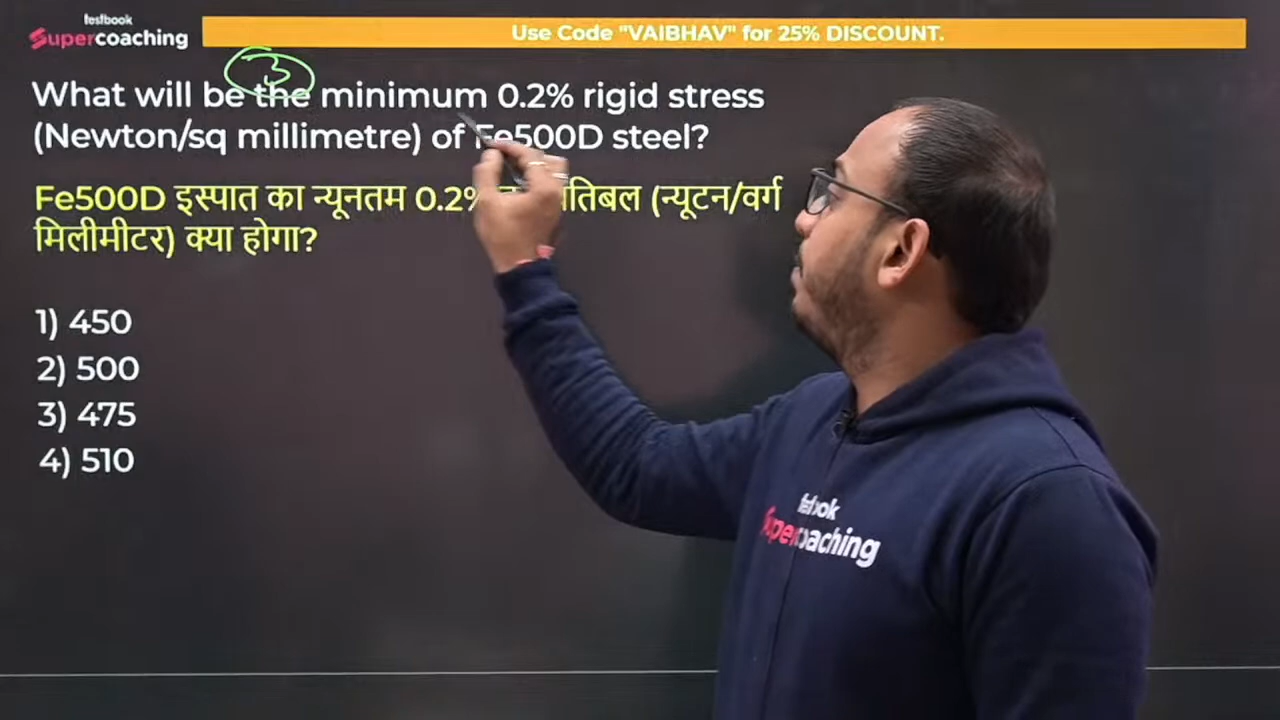 testbook
Supercoaching
Use Code "VAIBHAV" for 25% DISCOUNT.
3
What will be the minimum 0.2% rigid stress
(Newton/sq millimetre) of Fe500D steel?
Fe500D इस्पात का न्यूनतम 0.2% (न्यूटन/वर्ग
मिलीमीटर) क्या होगा?
1) 450
2) 500
3) 475
4) 510
testbook
Supercoaching